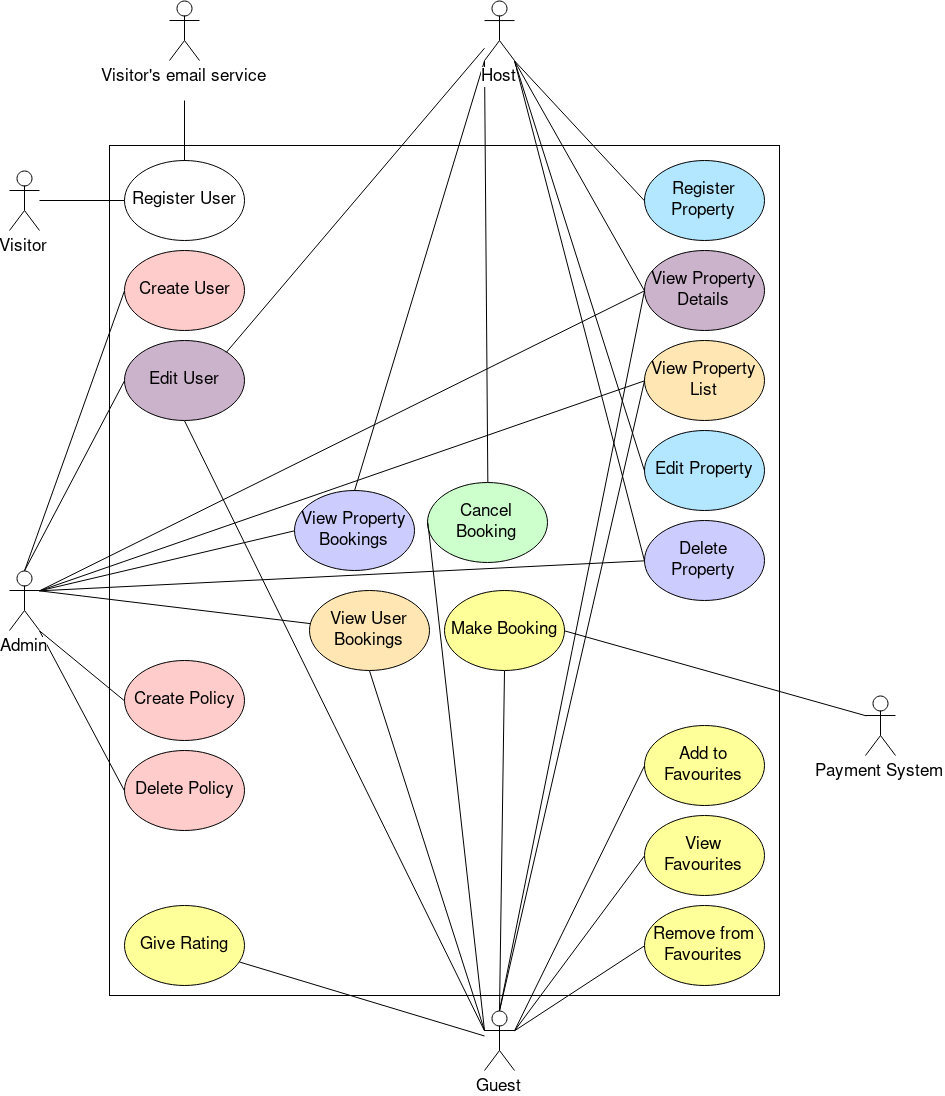 Visitor's email service
Host
Visitor
Register User
Register
Property
Create User
View Property
Details
Edit User
View Property
List
Edit Property
View Property
Bookings
Cancel
Booking
Delete
Property
Admin
View User
Bookings
Make Booking
Create Policy
Delete Policy
Payment System
Add to
Favourites
View
Favourites
Give Rating
Remove from
Favourites
Guest